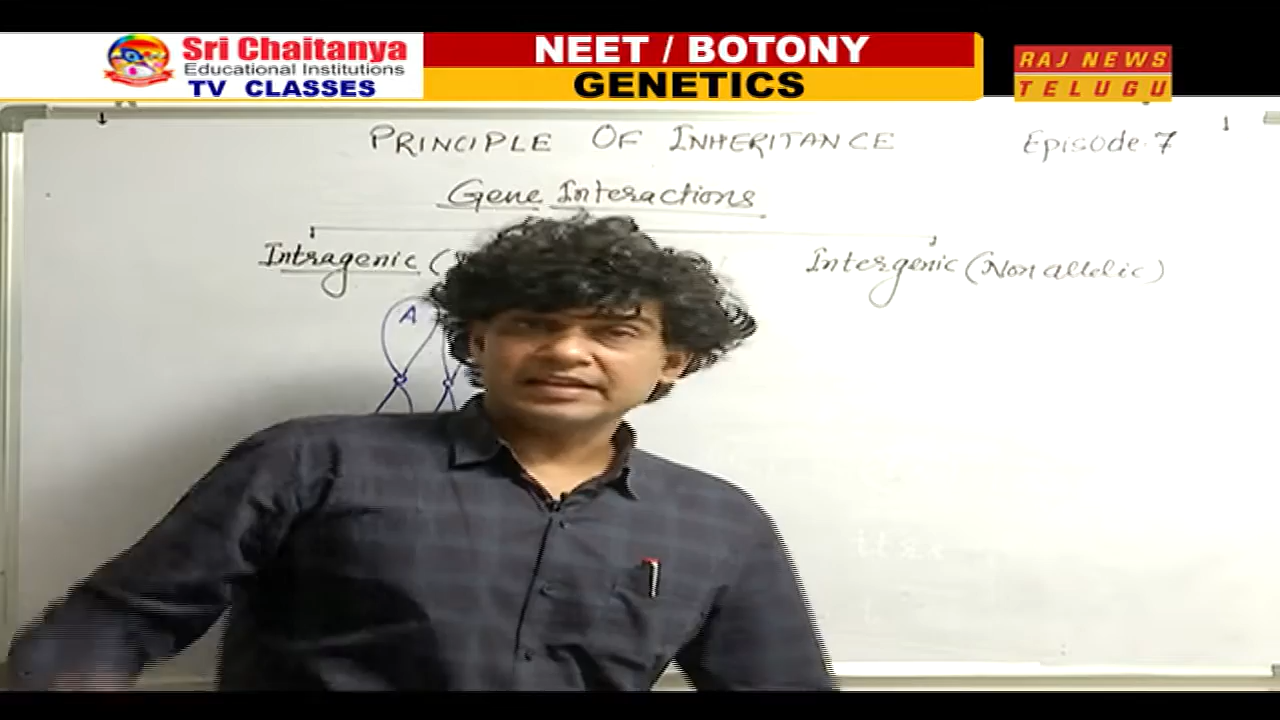 Sri Chaitanya
Educational Institutions
TV CLASSES
NEET / BOTONY
GENETICS
RAJ NEWS
TELUGU
PRINCIPLE OF INHERITANCE
Episode-7
Gene Interactions
Intragenic (
Intergenic (Non allelic)
A